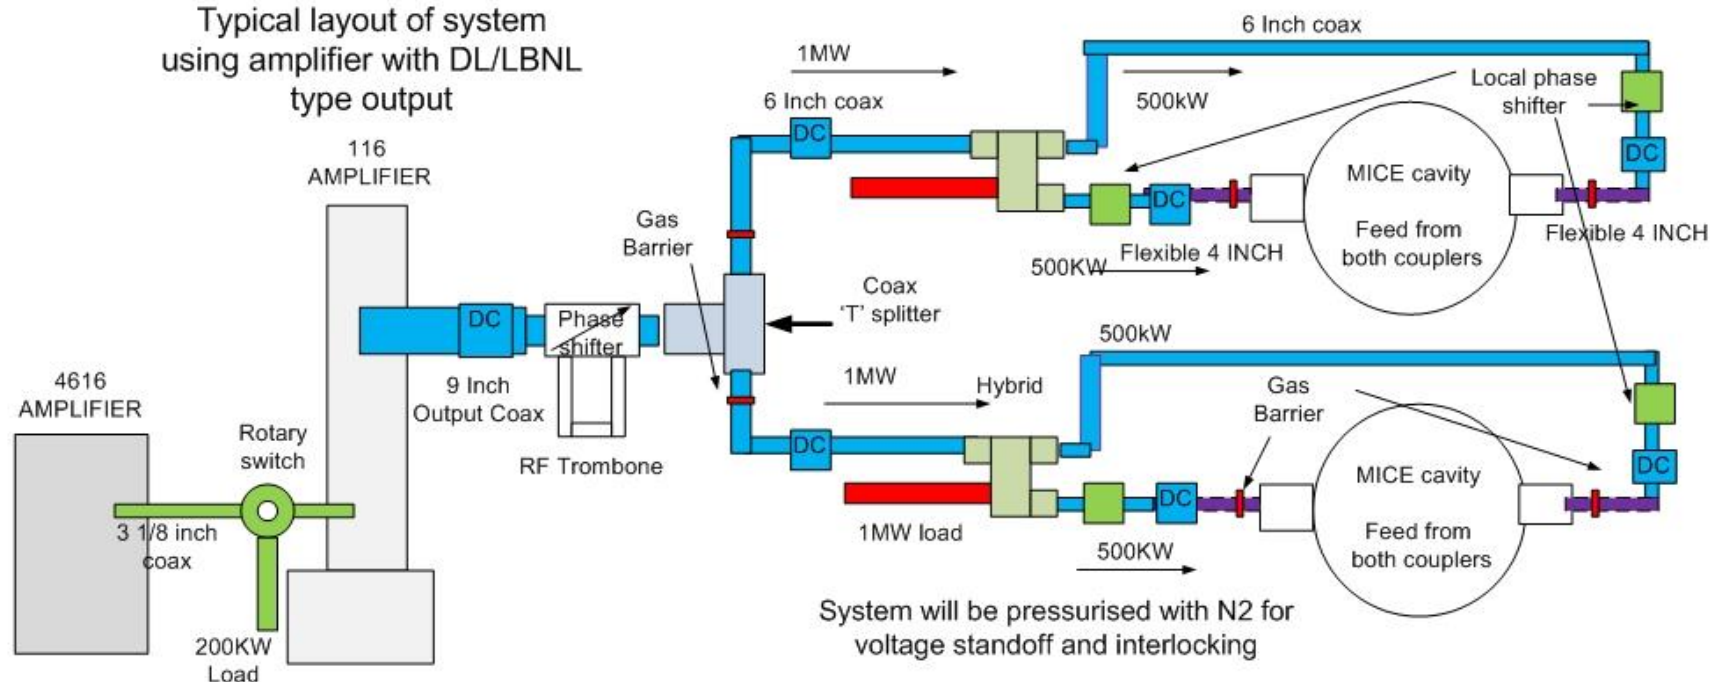 Typical layout of system
using amplifier with DL/LBNL
type output
116
AMPLIFIER
4616
AMPLIFIER
Rotary
switch
3 1/8 inch
coax
200KW
Load
DC
9 Inch
Output Coax
Phase
shifter
RF Trombone
Gas
Barrier
Coax
‘T’ splitter
1MW
6 Inch coax
DC
6 Inch coax
500kW
Local phase
shifter
DC
MICE cavity
Feed from
both couplers
DC
Flexible 4 INCH
500KW
Flexible 4 INCH
500kW
1MW
Hybrid
DC
Gas
Barrier
DC
MICE cavity
Feed from
both couplers
DC
1MW load
500KW
System will be pressurised with N2 for
voltage standoff and interlocking